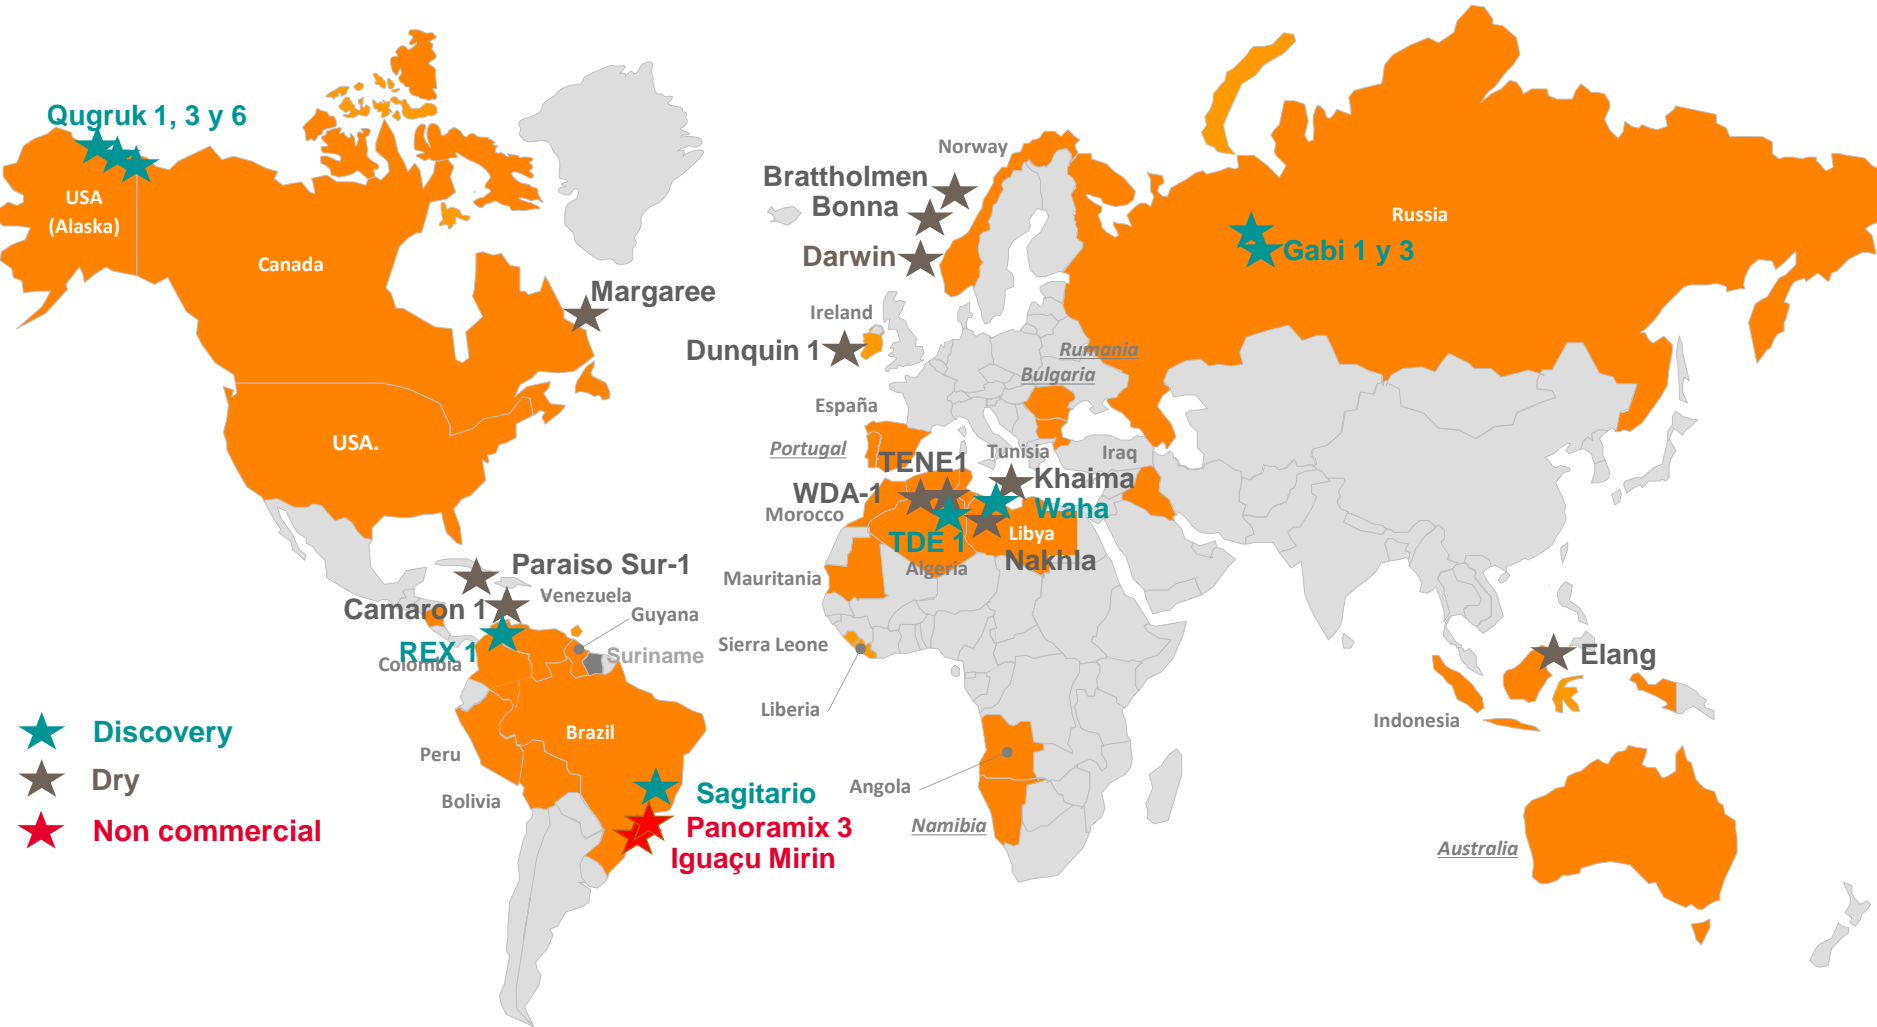 Qugruk 1, 3 y 6
USA
(Alaska)
Canada
Margaree
USA.
Norway
Brattholmen
Bonna
Darwin
Ireland
Dunquin 1
Russia
Gabi 1 y 3
Rumania
Bulgaria
España
Portugal
Tunisia
Iraq
TENE1
Khaima
WDA-1
Waha
Morocco
TDE 1
Libya
Nakhla
Algeria
Mauritania
Paraiso Sur-1
Venezuela
Camaron 1
Guyana
REX 1
Colombia
Suriname
Sierra Leone
Liberia
Elang
Indonesia
Discovery
Dry
Non commercial
Brazil
Peru
Bolivia
Sagitario
Panoramix 3
Iguaçu Mirin
Angola
Namibia
Australia